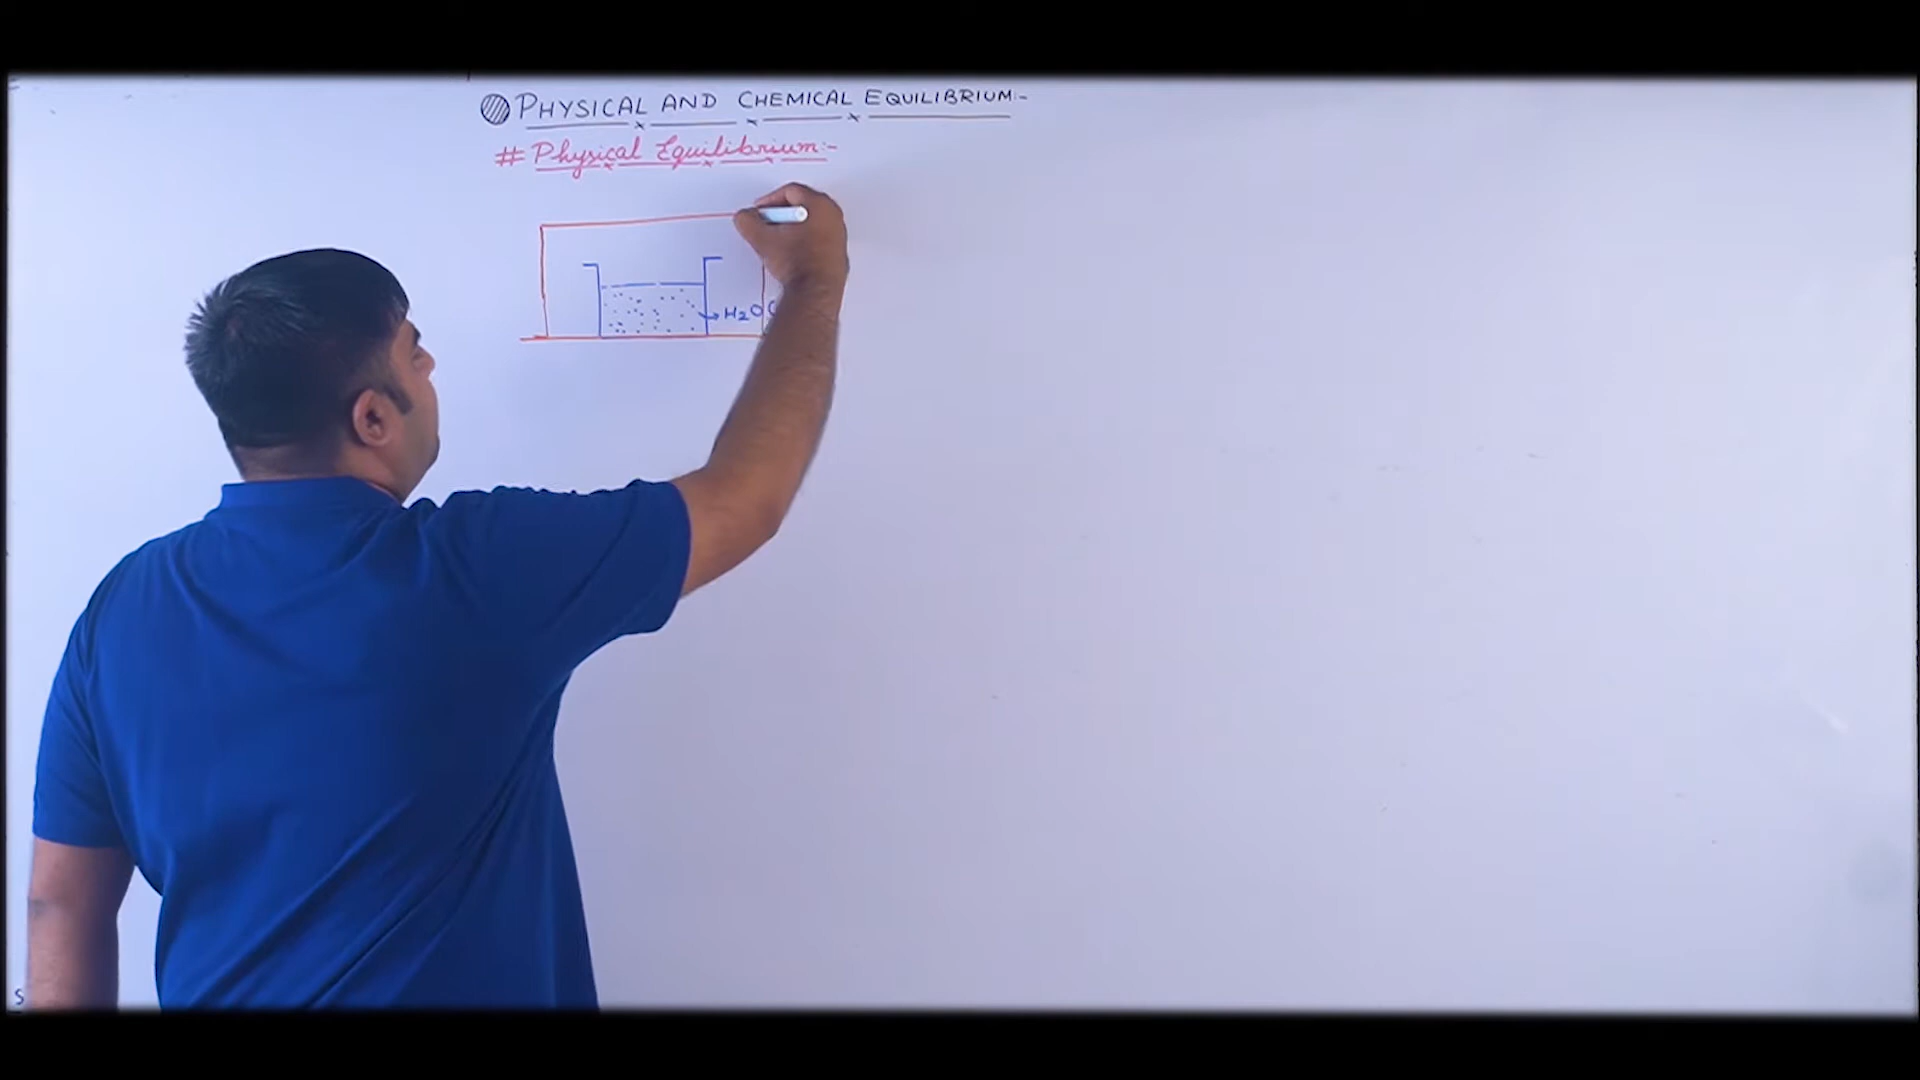 PHYSICAL AND CHEMICAL EQUILIBRIUM:-
# Physical Equilibrium:-
→H₂O